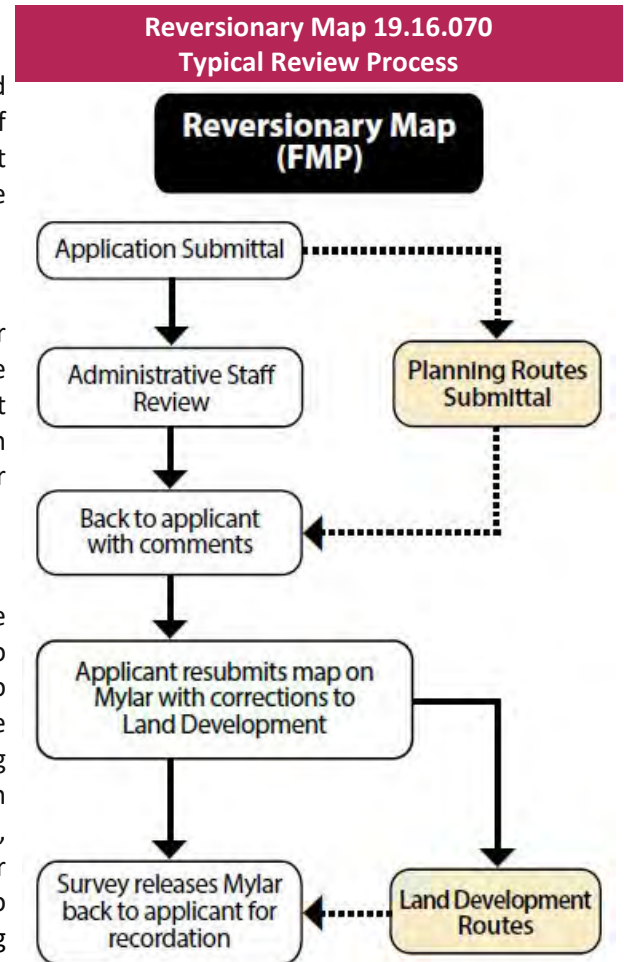 Reversionary Map 19.16.070
Typical Review Process
Reversionary Map
(FMP)
Application Submittal
Administrative Staff
Review
Planning Routes
Submittal
Back to applicant
with comments
Applicant resubmits map on
Mylar with corrections to
Land Development
Survey releases Mylar
back to applicant for
recordation
Land Development
Routes